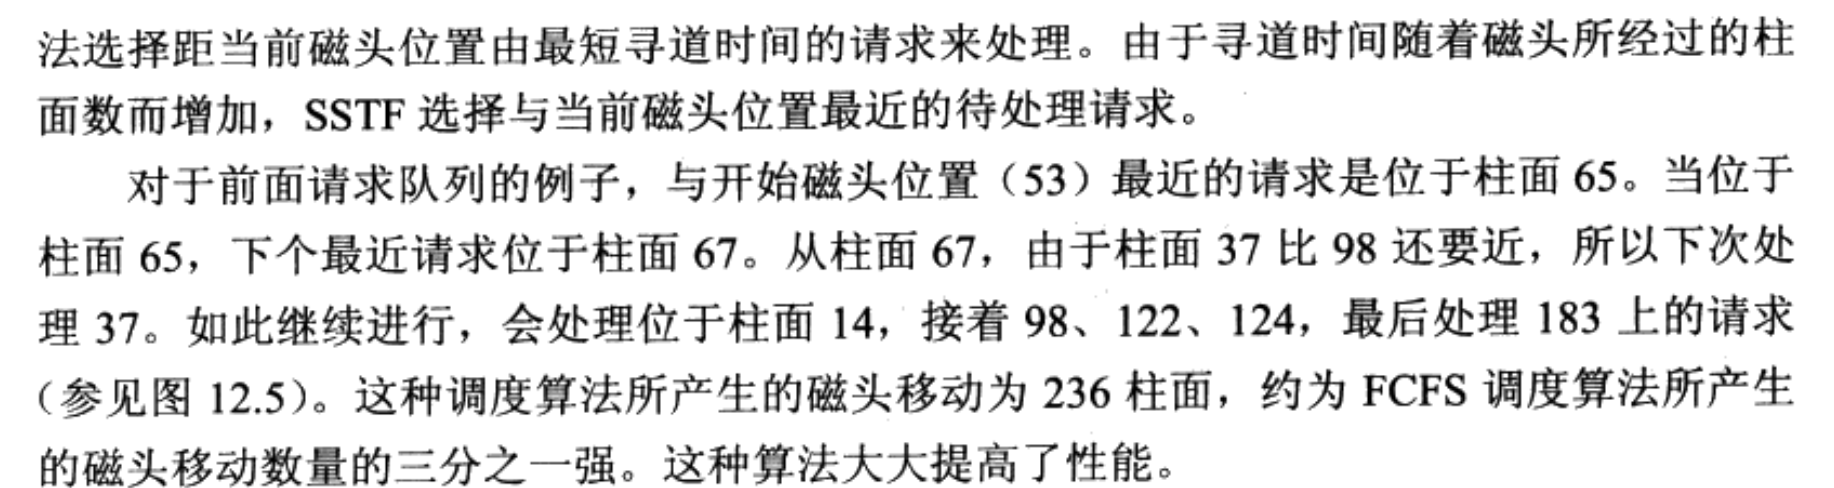 法选择距当前磁头位置由最短寻道时间的请求来处理。由于寻道时间随着磁头所经过的柱
面数而增加，SSTF 选择与当前磁头位置最近的待处理请求。
对于前面请求队列的例子，与开始磁头位置（53）最近的请求是位于柱面 65。当位于
柱面 65，下个最近请求位于柱面 67。从柱面 67，由于柱面 37 比 98 还要近，所以下次处
理 37。如此继续进行，会处理位于柱面 14，接着 98、122、124，最后处理 183 上的请求
（参见图 12.5）。这种调度算法所产生的磁头移动为 236 柱面，约为 FCFS 调度算法所产生
的磁头移动数量的三分之一强。这种算法大大提高了性能。